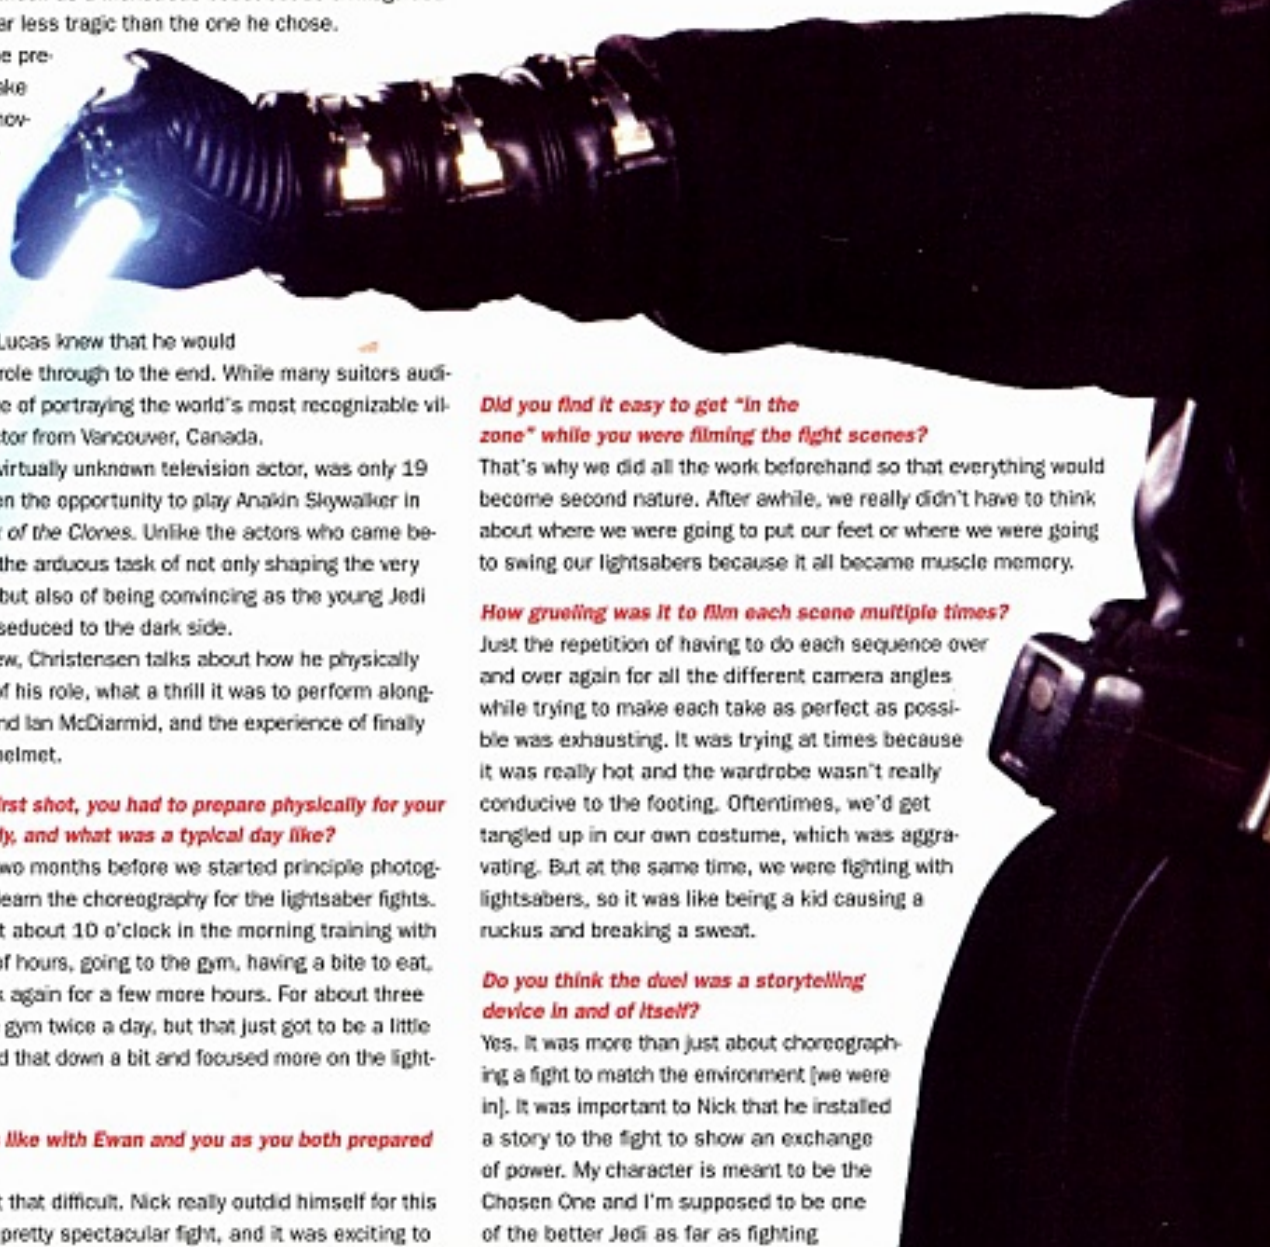 er less tragic than the one he chose.
e pre-
ake
nov-
Lucas knew that he would
role through to the end. While many suitors audi-
e of portraying the world's most recognizable vil-
ctor from Vancouver, Canada.
virtually unknown television actor, was only 19
en the opportunity to play Anakin Skywalker in
k of the Clones. Unlike the actors who came be-
the arduous task of not only shaping the very
but also of being convincing as the young Jedi
seduced to the dark side.
ew, Christensen talks about how he physically
of his role, what a thrill it was to perform along-
nd Ian McDiarmid, and the experience of finally
helmet.
irst shot, you had to prepare physically for your
ly, and what was a typical day like?
two months before we started principle photog-
learn the choreography for the lightsaber fights.
t about 10 o'clock in the morning training with
of hours, going to the gym, having a bite to eat,
k again for a few more hours. For about three
gym twice a day, but that just got to be a little
d that down a bit and focused more on the light-
like with Ewan and you as you both prepared
t that difficult. Nick really outdid himself for this
pretty spectacular fight, and it was exciting to
Did you find it easy to get "in the
zone" while you were filming the fight scenes?
That's why we did all the work beforehand so that everything would
become second nature. After awhile, we really didn't have to think
about where we were going to put our feet or where we were going
to swing our lightsabers because it all became muscle memory.
How grueling was it to film each scene multiple times?
Just the repetition of having to do each sequence over
and over again for all the different camera angles
while trying to make each take as perfect as possi-
ble was exhausting. It was trying at times because
it was really hot and the wardrobe wasn't really
conducive to the footing. Oftentimes, we'd get
tangled up in our own costume, which was aggra-
vating. But at the same time, we were fighting with
lightsabers, so it was like being a kid causing a
ruckus and breaking a sweat.
Do you think the duel was a storytelling
device in and of itself?
Yes. It was more than just about choreograph-
ing a fight to match the environment [we were
in]. It was important to Nick that he installed
a story to the fight to show an exchange
of power. My character is meant to be the
Chosen One and I'm supposed to be one
of the better Jedi as far as fighting